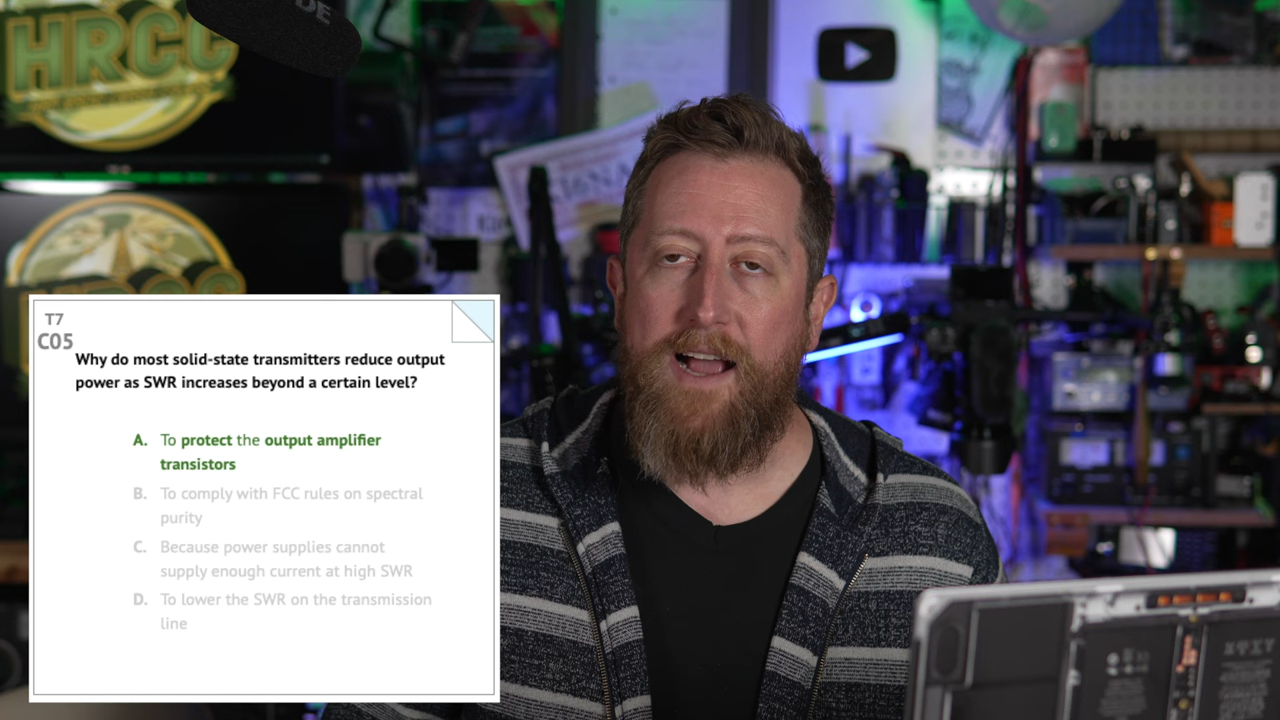 HRCC
DE
T7
C05
Why do most solid-state transmitters reduce output
power as SWR increases beyond a certain level?
A. To protect the output amplifier
transistors
B. To comply with FCC rules on spectral
purity
C. Because power supplies cannot
supply enough current at high SWR
D. To lower the SWR on the transmission
line